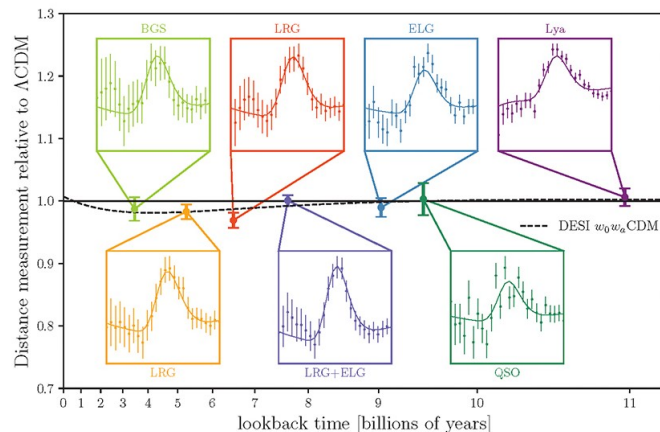 1.3
1.2
1.1
1.0
0.9
0.8
0.7
Distance measurement relative to ΛCDM
BGS
LRG
ELG
Lya
DESI w₀wₐCDM
LRG
LRG+ELG
QSO
0 1 2 3 4 5 6 7 8 9 10 11
lookback time [billions of years]